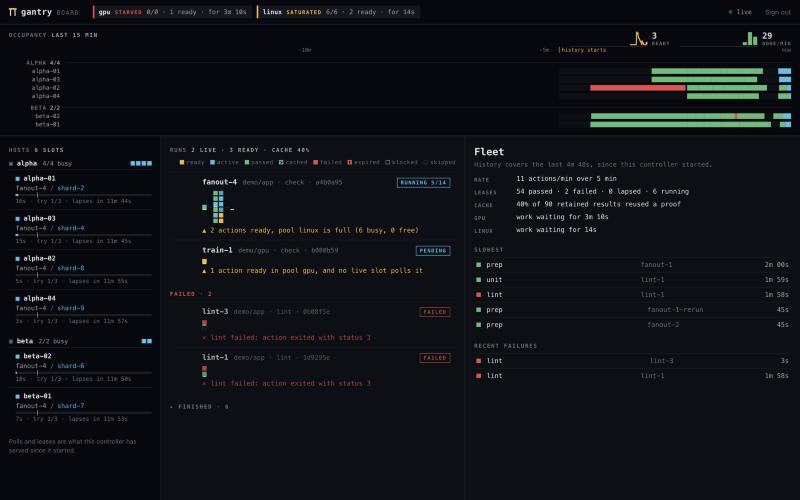 gantry BOARD
gpu STARVED 0/0 · 1 ready · for 3m 10s
linux SATURATED 6/6 · 2 ready · for 14s
live
Sign out
OCCUPANCY LAST 15 MIN
3 READY
29 DONE/MIN
-10m
-5m
history starts
now
ALPHA 4/4
alpha-01
alpha-03
alpha-02
alpha-04
BETA 2/2
beta-02
beta-01
HOSTS 6 SLOTS
alpha 4/4 busy
alpha-01
fanout-4 / shard-2
16s · try 1/3 · lapses in 11m 44s
alpha-03
fanout-4 / shard-4
15s · try 1/3 · lapses in 11m 45s
alpha-02
fanout-4 / shard-8
5s · try 1/3 · lapses in 11m 55s
alpha-04
fanout-4 / shard-9
3s · try 1/3 · lapses in 11m 57s
beta 2/2 busy
beta-02
fanout-4 / shard-6
10s · try 1/3 · lapses in 11m 50s
beta-01
fanout-4 / shard-7
7s · try 1/3 · lapses in 11m 53s
Polls and leases are what this controller has
served since it started.
RUNS 2 LIVE · 3 READY · CACHE 40%
ready active passed cached failed expired blocked skipped
fanout-4 demo/app · check · a4b0a95
RUNNING 5/14
▲ 2 actions ready, pool linux is full (6 busy, 0 free)
train-1 demo/gpu · check · b080b59
PENDING
▲ 1 action ready in pool gpu, and no live slot polls it
FAILED · 2
lint-3 demo/app · lint · 0b08f5e
FAILED
× lint failed: action exited with status 3
lint-1 demo/app · lint · 1d9295e
FAILED
× lint failed: action exited with status 3
▸ FINISHED · 6
Fleet
History covers the last 4m 48s, since this controller started.
RATE 11 actions/min over 5 min
LEASES 54 passed · 2 failed · 0 lapsed · 6 running
CACHE 40% of 90 retained results reused a proof
GPU work waiting for 3m 10s
LINUX work waiting for 14s
SLOWEST
prep fanout-1 2m 00s
unit lint-1 1m 59s
lint lint-1 1m 58s
prep fanout-1-rerun 45s
prep fanout-2 45s
RECENT FAILURES
lint lint-3 3s
lint lint-1 1m 58s